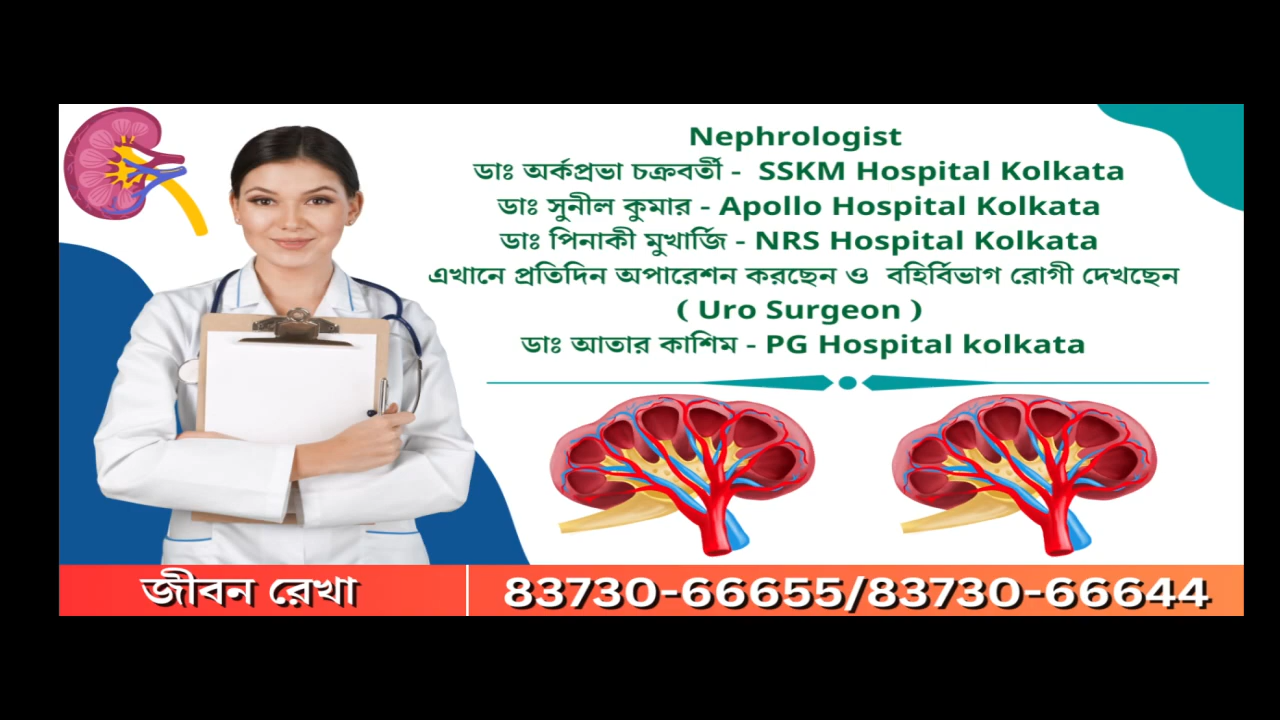 Nephrologist
ডাঃ অর্কপ্রভা চক্রবর্তী - SSKM Hospital Kolkata
ডাঃ সুনীল কুমার - Apollo Hospital Kolkata
ডাঃ পিনাকী মুখার্জি - NRS Hospital Kolkata
এখানে প্রতিদিন অপারেশন করছেন ও বহির্বিভাগ রোগী দেখছেন
( Uro Surgeon )
ডাঃ আতার কাশিম - PG Hospital kolkata
জীবন রেখা
83730-66655/83730-66644